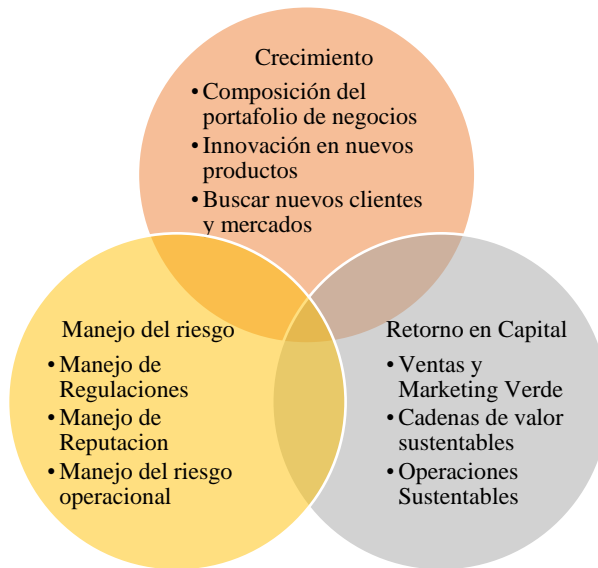 Crecimiento
• Composición del
portafolio de negocios
• Innovación en nuevos
productos
• Buscar nuevos clientes
y mercados
Manejo del riesgo
• Manejo de
Regulaciones
• Manejo de
Reputacion
• Manejo del riesgo
operacional
Retorno en Capital
• Ventas y
Marketing Verde
• Cadenas de valor
sustentables
• Operaciones
Sustentables